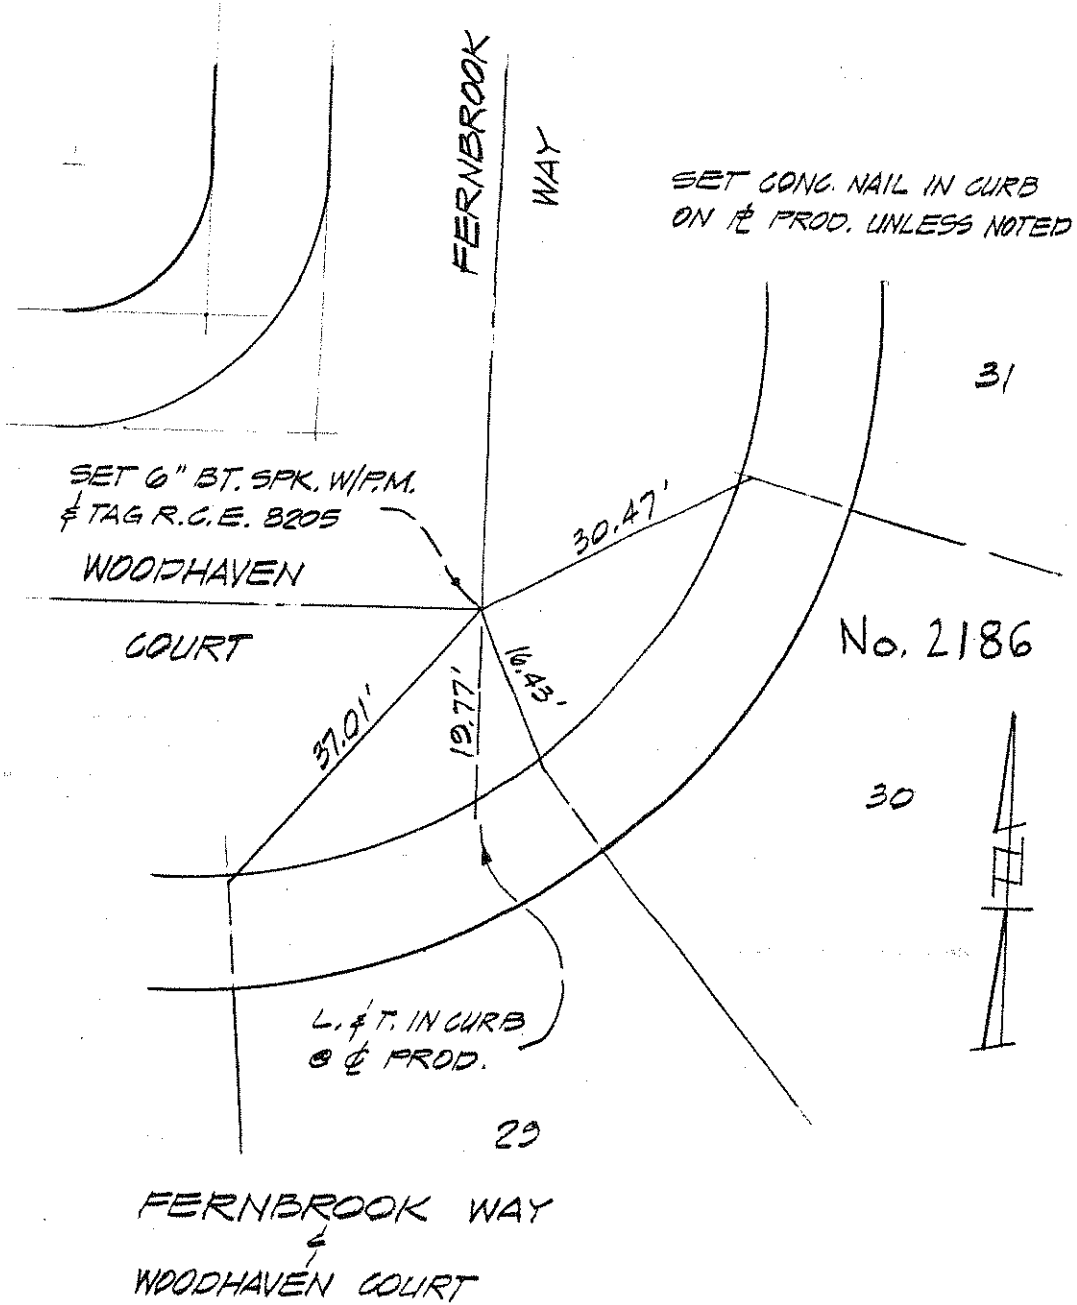 FERNBROOK
WAY
SET CONC. NAIL IN CURB
ON ⅊ PROD. UNLESS NOTED
31
SET 6" BT. SPK. W/P.M.
& TAG R.C.E. 8205
30.47'
WOODHAVEN
COURT
No. 2186
16.43'
19.77'
37.01'
30
L. & T. IN CURB
@ ℄ PROD.
29
FERNBROOK WAY
&
WOODHAVEN COURT